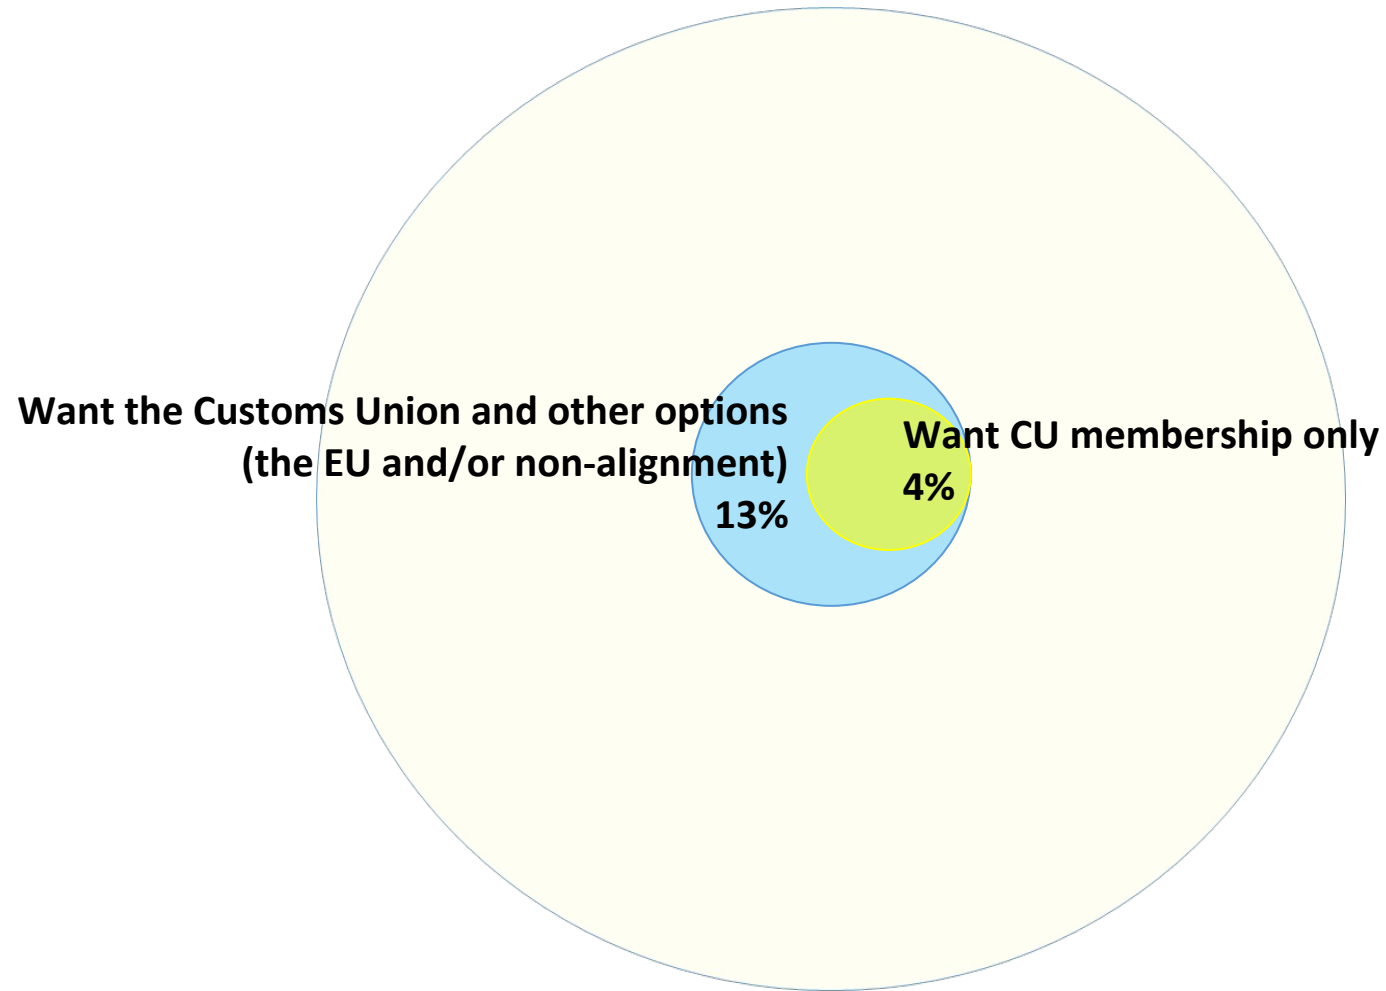 Want the Customs Union and other options
(the EU and/or non-alignment)
13%
Want CU membership only
4%